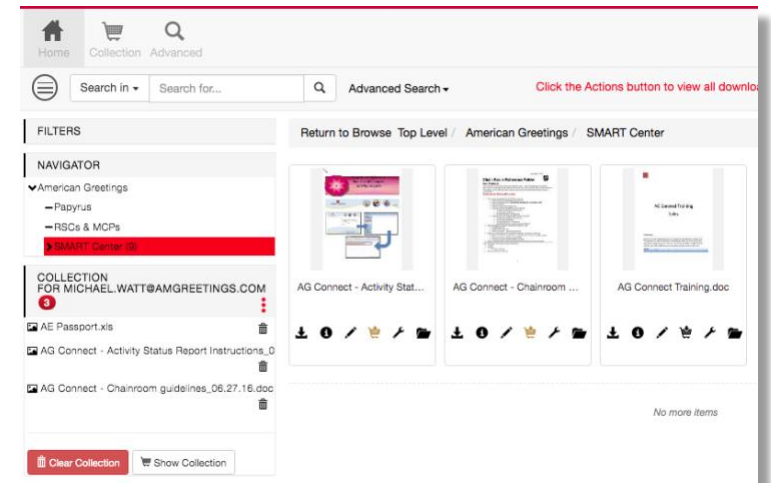 Home Collection Advanced
Search in Search for... Advanced Search Click the Actions button to view all downlo
FILTERS
Return to Browse Top Level / American Greetings / SMART Center
NAVIGATOR
American Greetings
Papyrus
RSCs & MCPs
SMART Center (9)
COLLECTION
FOR MICHAEL.WATT@AMGREETINGS.COM
3
AE Passport.xls
AG Connect - Activity Status Report Instructions_0
AG Connect - Chainroom guidelines_06.27.16.doc
Clear Collection Show Collection
AG Connect - Activity Stat... AG Connect - Chainroom ... AG Connect Training.doc
No more items